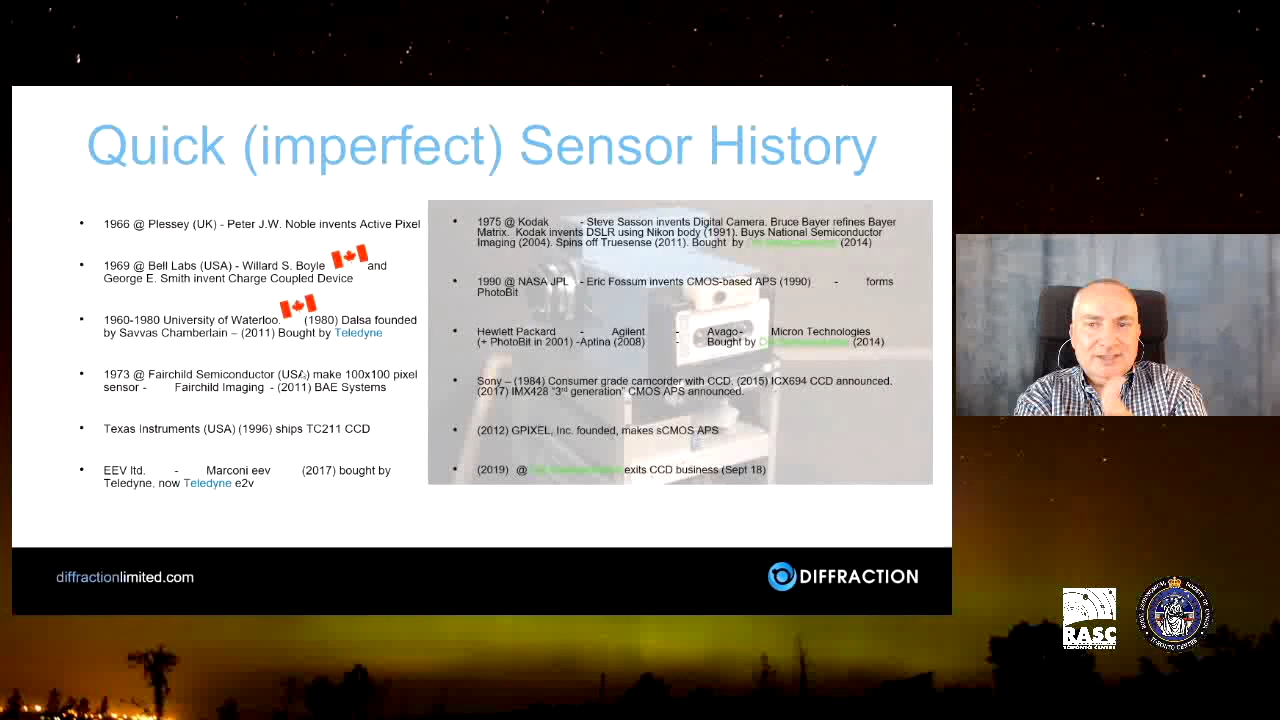 Quick (imperfect) Sensor History
• 1966 @ Plessey (UK) - Peter J.W. Noble invents Active Pixel
• 1969 @ Bell Labs (USA) - Willard S. Boyle and
George E. Smith invent Charge Coupled Device
• 1960-1980 University of Waterloo. (1980) Dalsa founded
by Savvas Chamberlain – (2011) Bought by Teledyne
• 1973 @ Fairchild Semiconductor (USA) make 100x100 pixel
sensor - Fairchild Imaging - (2011) BAE Systems
• Texas Instruments (USA) (1996) ships TC211 CCD
• EEV ltd. - Marconi eev (2017) bought by
Teledyne, now Teledyne e2v
• 1975 @ Kodak - Steve Sasson invents Digital Camera. Bruce Bayer refines Bayer
Matrix. Kodak invents DSLR using Nikon body (1991). Buys National Semiconductor
Imaging (2004). Spins off Truesense (2011). Bought by (2014)
• 1990 @ NASA JPL - Eric Fossum invents CMOS-based APS (1990) - forms
PhotoBit
• Hewlett Packard - Agilent - Avago- Micron Technologies
(+ PhotoBit in 2001) -Aptina (2008) - Bought by (2014)
• Sony – (1984) Consumer grade camcorder with CCD. (2015) ICX694 CCD announced.
(2017) IMX428 "3rd generation" CMOS APS announced.
• (2012) GPIXEL, Inc. founded, makes sCMOS APS
• (2019) @ exits CCD business (Sept 18)
diffractionlimited.com
DIFFRACTION
RASC
TORONTO CENTRE